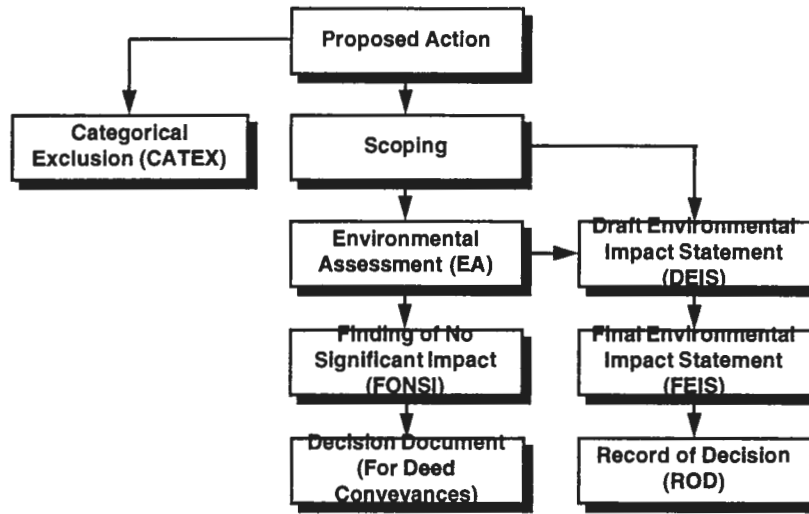 Proposed Action
Categorical
Exclusion (CATEX)
Scoping
Environmental
Assessment (EA)
Draft Environmental
Impact Statement
(DEIS)
Finding of No
Significant Impact
(FONSI)
Final Environmental
Impact Statement
(FEIS)
Decision Document
(For Deed
Conveyances)
Record of Decision
(ROD)